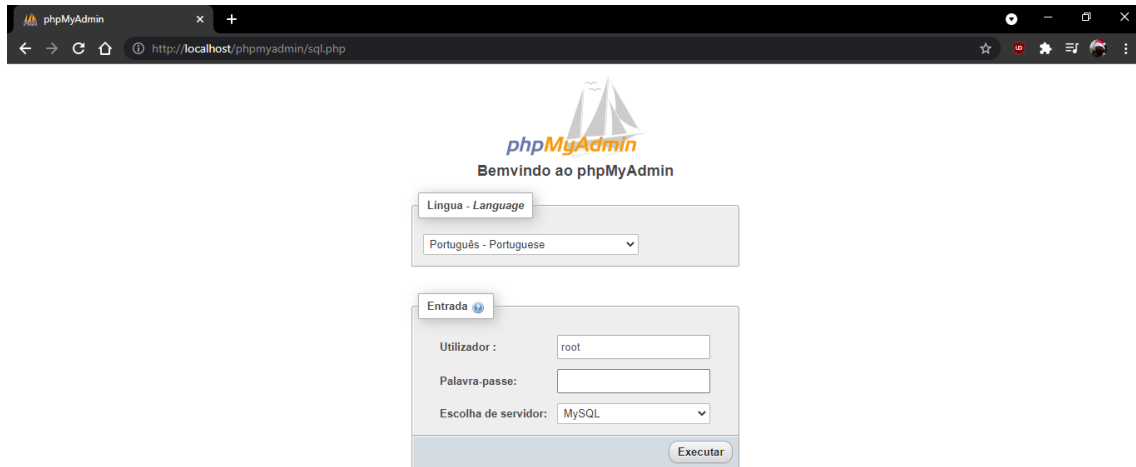 phpMyAdmin
http://localhost/phpmyadmin/sql.php
phpMyAdmin
Bemvindo ao phpMyAdmin
Língua - Language
Português - Portuguese
Entrada
Utilizador :
root
Palavra-passe:
Escolha de servidor:
MySQL
Executar